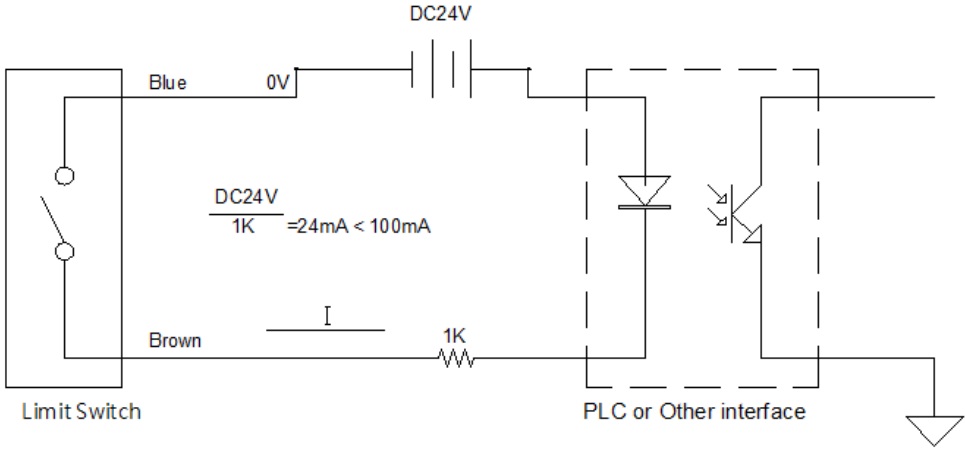 DC24V
Blue 0V
DC24V
1K =24mA < 100mA
I
Brown
1K
Limit Switch
PLC or Other interface